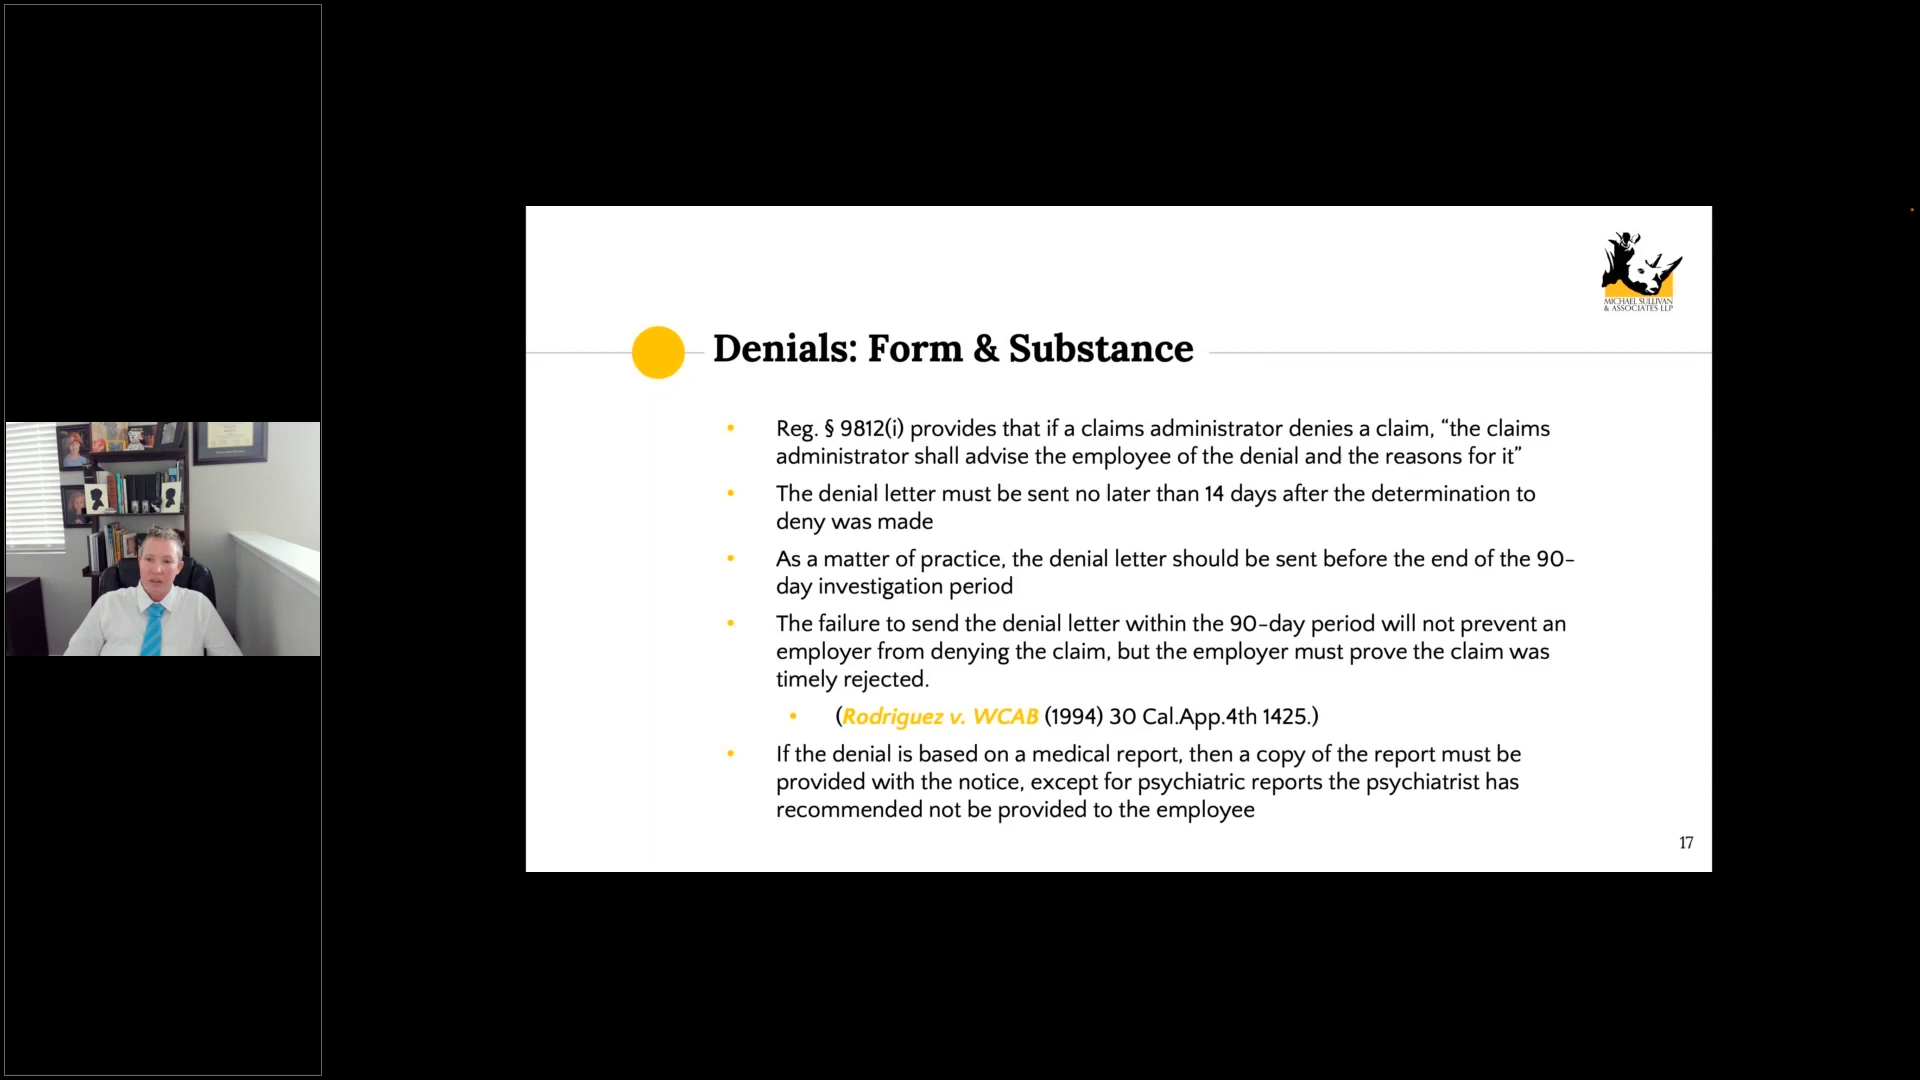 MICHAEL SULLIVAN
& ASSOCIATES LLP
Denials: Form & Substance
• Reg. § 9812(i) provides that if a claims administrator denies a claim, “the claims
administrator shall advise the employee of the denial and the reasons for it”
• The denial letter must be sent no later than 14 days after the determination to
deny was made
• As a matter of practice, the denial letter should be sent before the end of the 90-
day investigation period
• The failure to send the denial letter within the 90-day period will not prevent an
employer from denying the claim, but the employer must prove the claim was
timely rejected.
• (Rodriguez v. WCAB (1994) 30 Cal.App.4th 1425.)
• If the denial is based on a medical report, then a copy of the report must be
provided with the notice, except for psychiatric reports the psychiatrist has
recommended not be provided to the employee
17